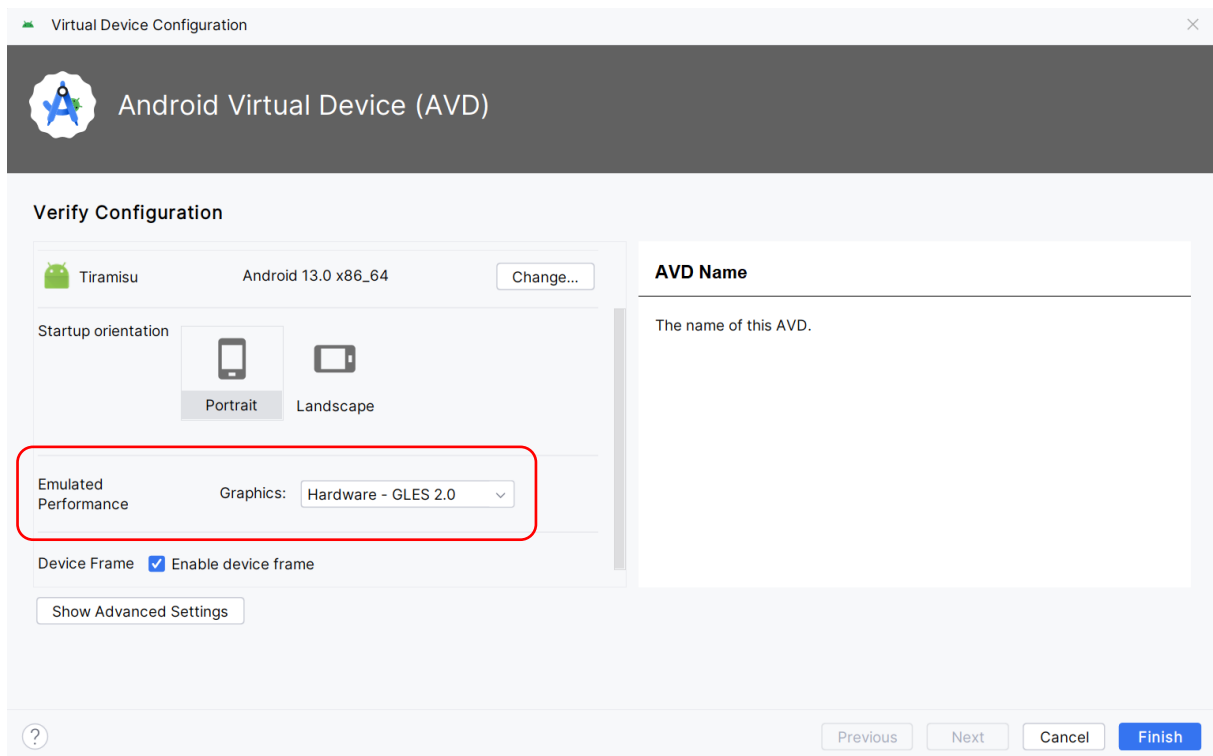 Virtual Device Configuration
Android Virtual Device (AVD)
Verify Configuration
Tiramisu Android 13.0 x86_64 Change...
Startup orientation
Portrait Landscape
Emulated
Performance
Graphics: Hardware - GLES 2.0
Device Frame Enable device frame
Show Advanced Settings
AVD Name
The name of this AVD.
? Previous Next Cancel Finish